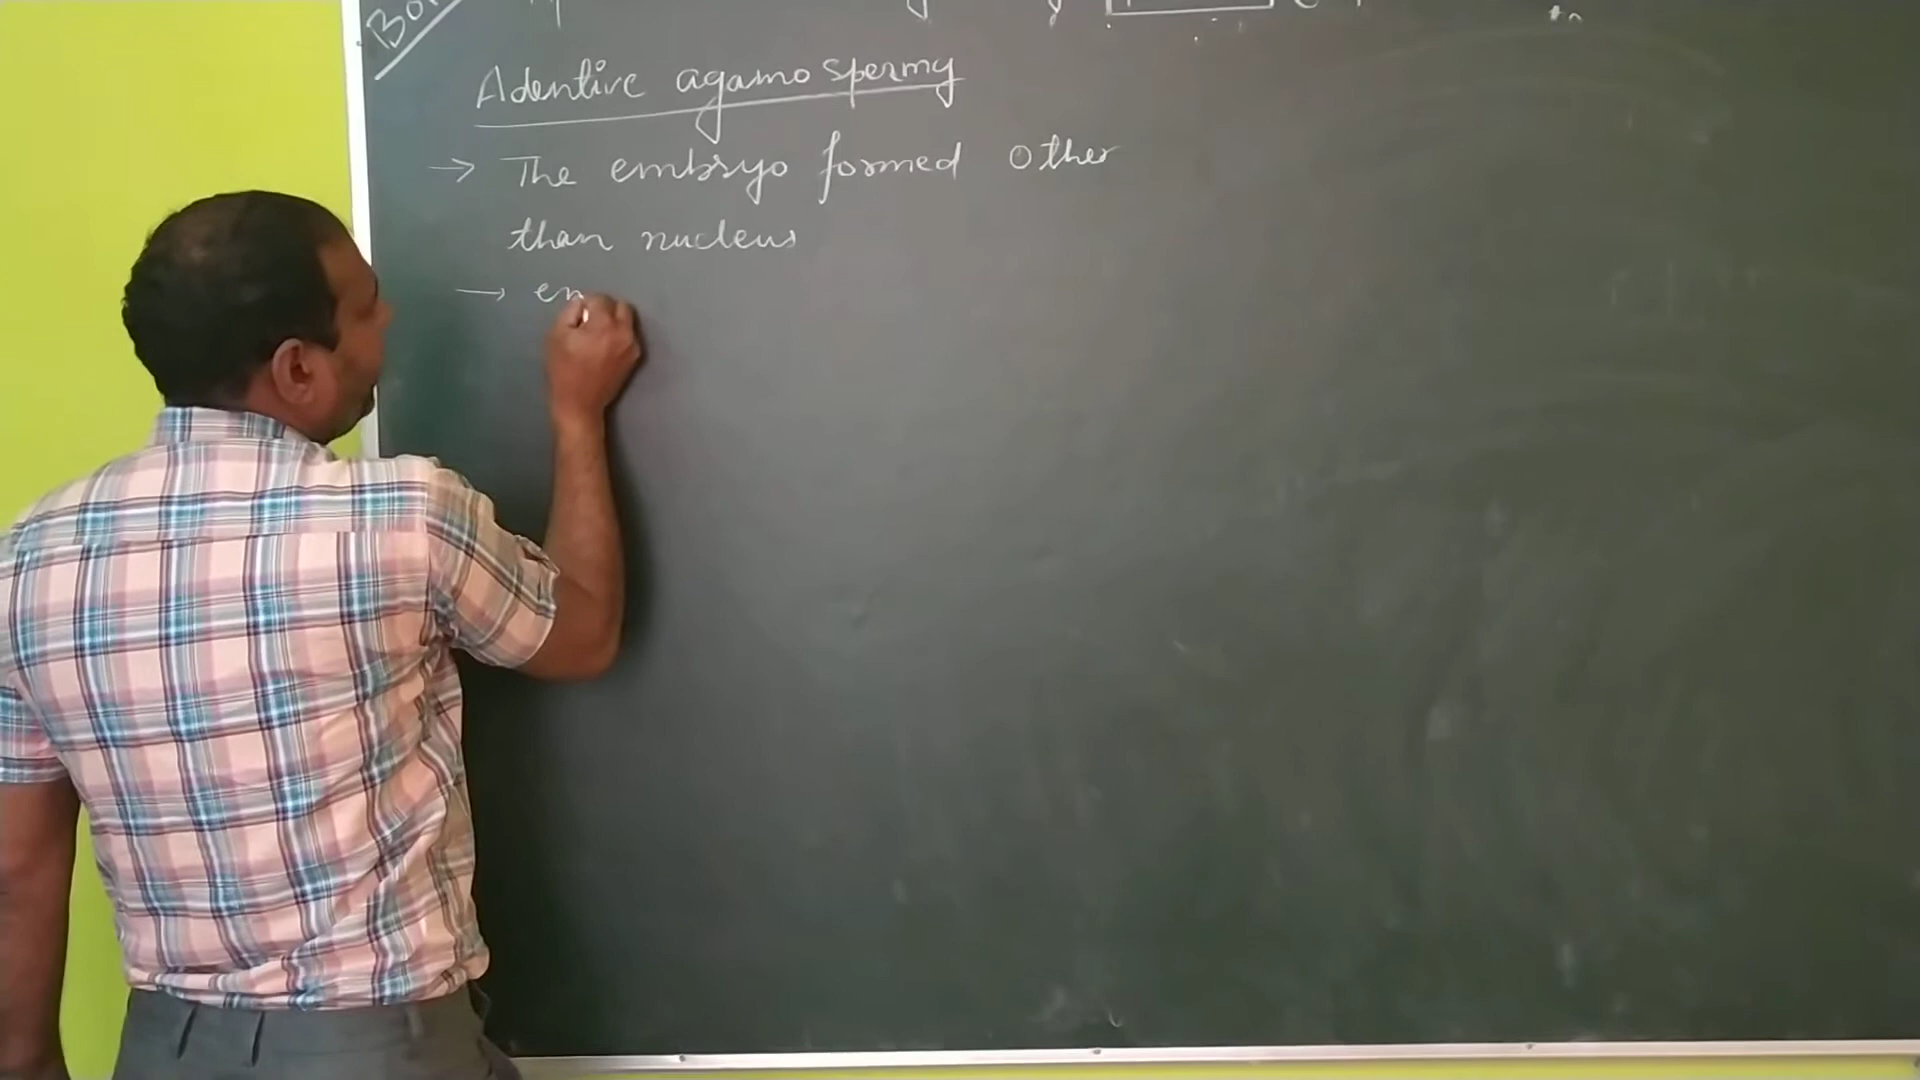 Adentive agamospermy
→ The embryo formed other
than nucleus
→ en